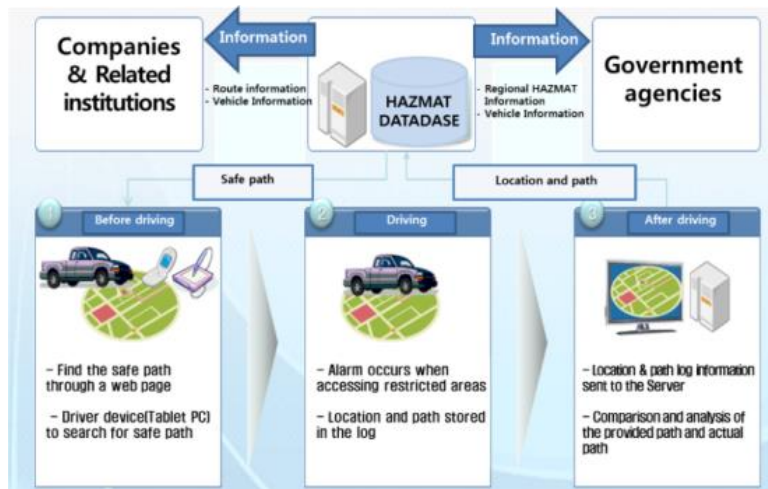 Companies
& Related
institutions
Information
- Route information
- Vehicle Information
HAZMAT
DATADASE
Information
- Regional HAZMAT
Information
- Vehicle Information
Government
agencies
Safe path
Location and path
1
Before driving
- Find the safe path
through a web page
- Driver device(Tablet PC)
to search for safe path
2
Driving
- Alarm occurs when
accessing restricted areas
- Location and path stored
in the log
3
After driving
- Location & path log information
sent to the Server
- Comparison and analysis of
the provided path and actual
path